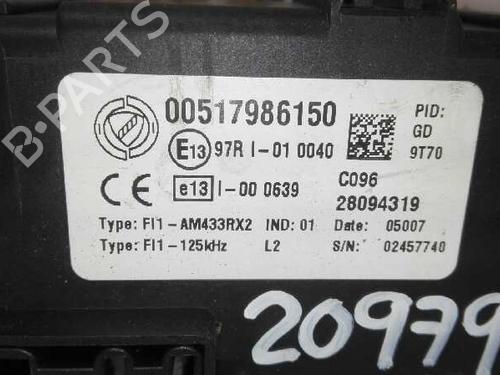 B-PARTS
00517986150
PID:
GD
9T70
E13 97R I-01 0040
CE e13 I-00 0639
C096
28094319
Type: FI1-AM433RX2 IND: 01 Date: 05007
Type: FI1-125kHz L2 S/N: 02457740
20979